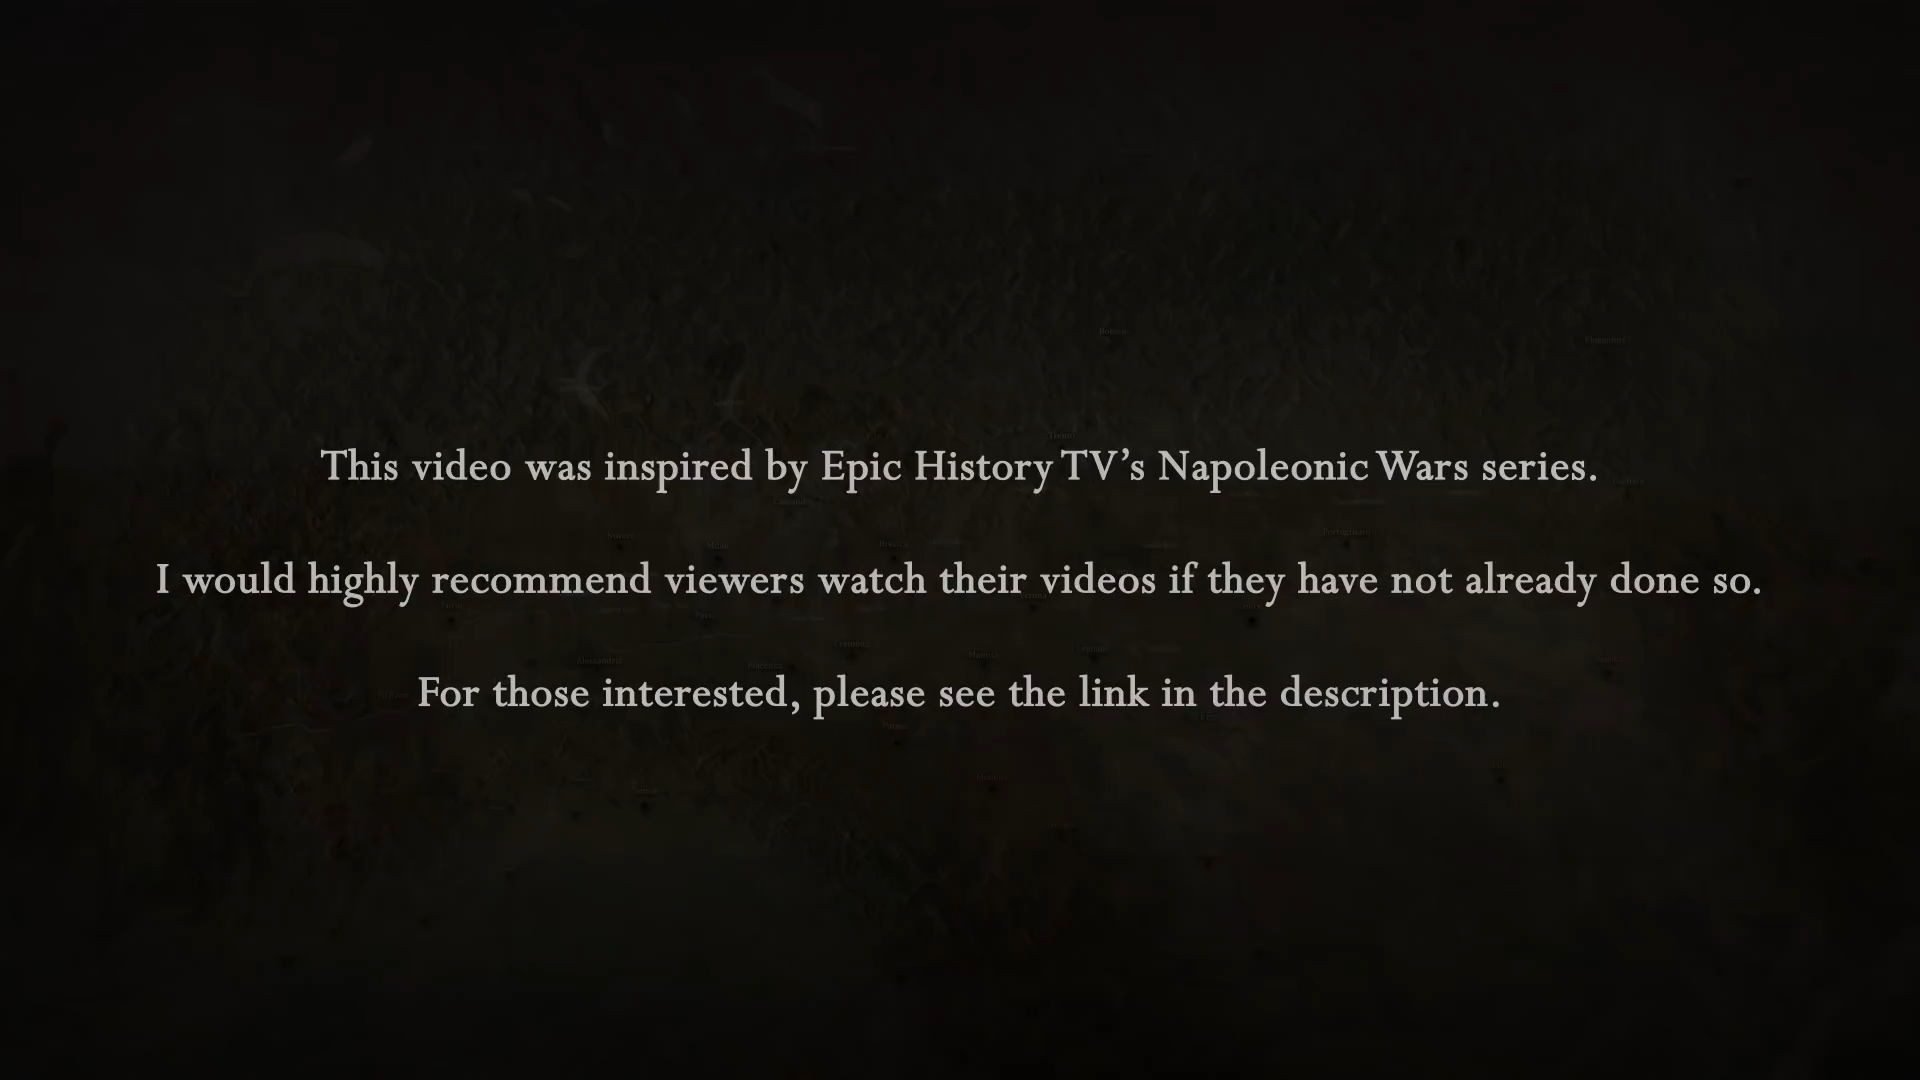 This video was inspired by Epic History TV’s Napoleonic Wars series.
I would highly recommend viewers watch their videos if they have not already done so.
For those interested, please see the link in the description.